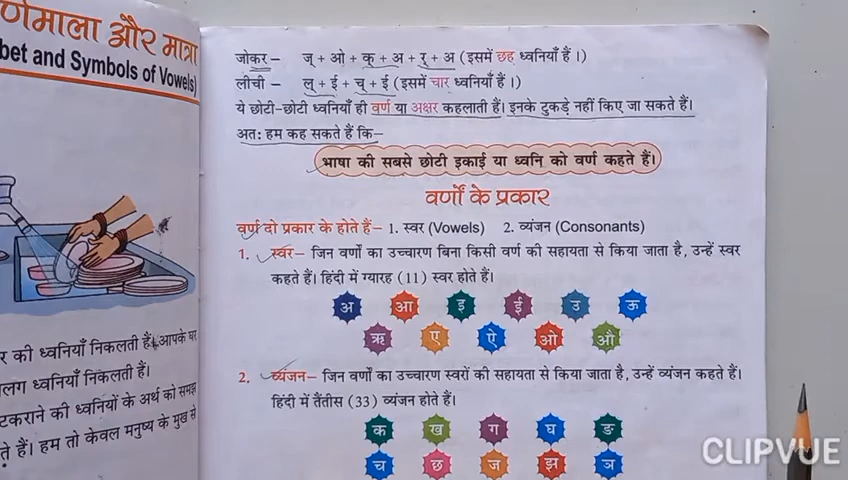 र्णमाला और मात्रा
bet and Symbols of Vowels)
र की ध्वनियाँ निकलती हैं। आपके घर
लग ध्वनियाँ निकलती हैं।
टकराने की ध्वनियों के अर्थ को समझ
ते हैं। हम तो केवल मनुष्य के मुख से
जोकर – ज् + ओ + क् + अ + र् + अ (इसमें छह ध्वनियाँ हैं।)
लीची – ल् + ई + च् + ई (इसमें चार ध्वनियाँ हैं।)
ये छोटी-छोटी ध्वनियाँ ही वर्ण या अक्षर कहलाती हैं। इनके टुकड़े नहीं किए जा सकते हैं।
अत: हम कह सकते हैं कि–
भाषा की सबसे छोटी इकाई या ध्वनि को वर्ण कहते हैं।
वर्णों के प्रकार
वर्ण दो प्रकार के होते हैं– 1. स्वर (Vowels) 2. व्यंजन (Consonants)
1. स्वर– जिन वर्णों का उच्चारण बिना किसी वर्ण की सहायता से किया जाता है, उन्हें स्वर
कहते हैं। हिंदी में ग्यारह (11) स्वर होते हैं।
अ आ इ ई उ ऊ
ऋ ए ऐ ओ औ
2. व्यंजन– जिन वर्णों का उच्चारण स्वरों की सहायता से किया जाता है, उन्हें व्यंजन कहते हैं।
हिंदी में तैंतीस (33) व्यंजन होते हैं।
क ख ग घ ङ
च छ ज झ ञ
CLIPVUE